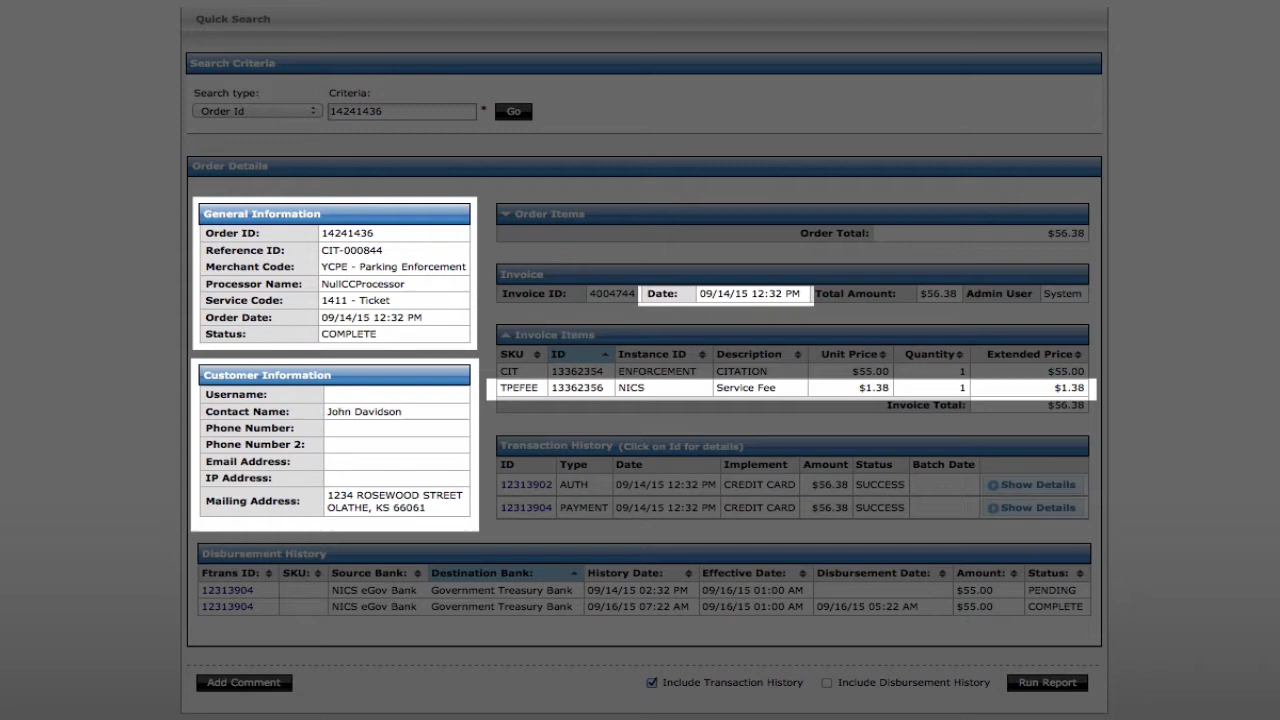 Quick Search
Search Criteria
Search type: Criteria:
Order Id 14241436 * Go
Order Details
General Information
Order ID: 14241436
Reference ID: CIT-000844
Merchant Code: YCPE - Parking Enforcement
Processor Name: NullCCProcessor
Service Code: 1411 - Ticket
Order Date: 09/14/15 12:32 PM
Status: COMPLETE
Customer Information
Username:
Contact Name: John Davidson
Phone Number:
Phone Number 2:
Email Address:
IP Address:
Mailing Address: 1234 ROSEWOOD STREET
OLATHE, KS 66061
Order Items
Order Total: $56.38
Invoice
Invoice ID: 4004744 Date: 09/14/15 12:32 PM Total Amount: $56.38 Admin User System
Invoice Items
SKU ID Instance ID Description Unit Price Quantity Extended Price
CIT 13362354 ENFORCEMENT CITATION $55.00 1 $55.00
TPEFEE 13362356 NICS Service Fee $1.38 1 $1.38
Invoice Total: $56.38
Transaction History (Click on Id for details)
ID Type Date Implement Amount Status Batch Date
12313902 AUTH 09/14/15 12:32 PM CREDIT CARD $56.38 SUCCESS Show Details
12313904 PAYMENT 09/14/15 12:32 PM CREDIT CARD $56.38 SUCCESS Show Details
Disbursement History
Ftrans ID: SKU: Source Bank: Destination Bank: History Date: Effective Date: Disbursement Date: Amount: Status:
12313904 NICS eGov Bank Government Treasury Bank 09/14/15 02:32 PM 09/16/15 01:00 AM $55.00 PENDING
12313904 NICS eGov Bank Government Treasury Bank 09/16/15 07:22 AM 09/16/15 01:00 AM 09/16/15 05:22 AM $55.00 COMPLETE
Add Comment Include Transaction History Include Disbursement History Run Report